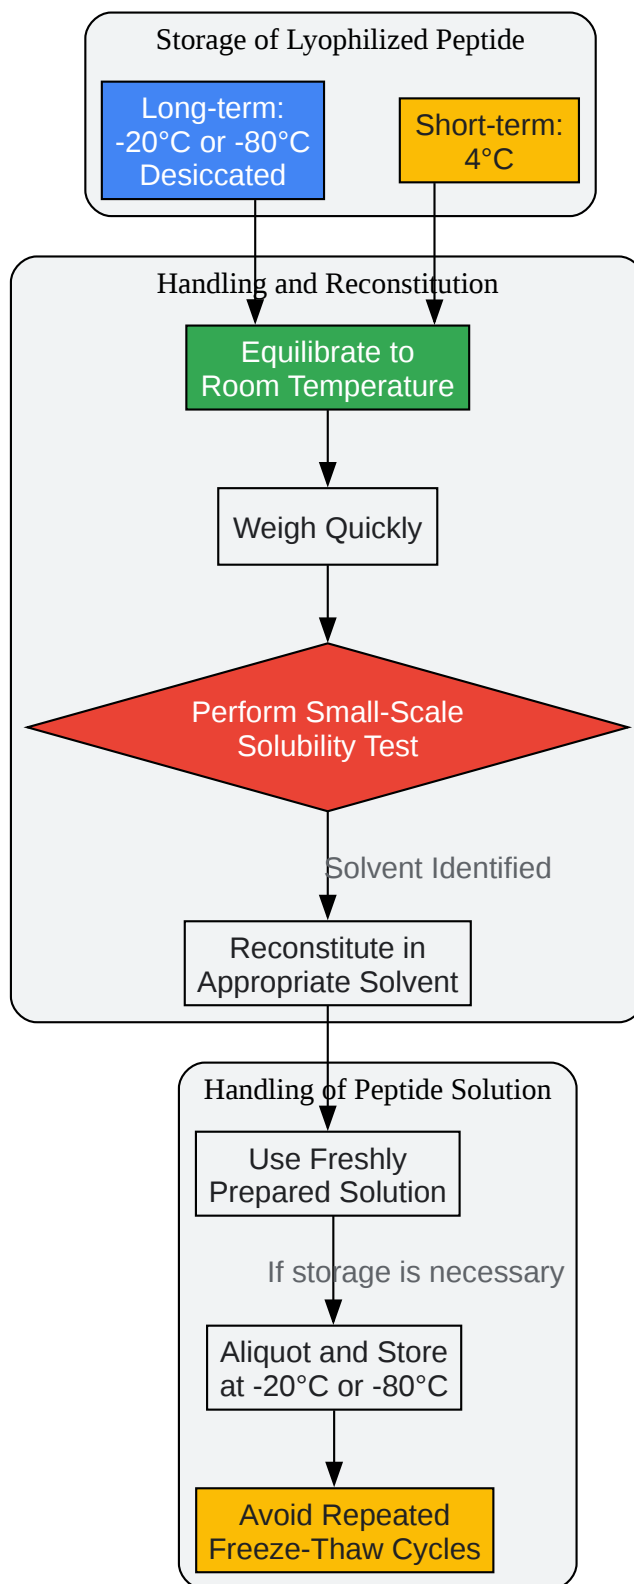 Storage of Lyophilized Peptide
Long-term:
-20°C or -80°C
Desiccated
Short-term:
4°C
Handling and Reconstitution
Equilibrate to
Room Temperature
Weigh Quickly
Perform Small-Scale
Solubility Test
Solvent Identified
Reconstitute in
Appropriate Solvent
Handling of Peptide Solution
Use Freshly
Prepared Solution
If storage is necessary
Aliquot and Store
at -20°C or -80°C
Avoid Repeated
Freeze-Thaw Cycles